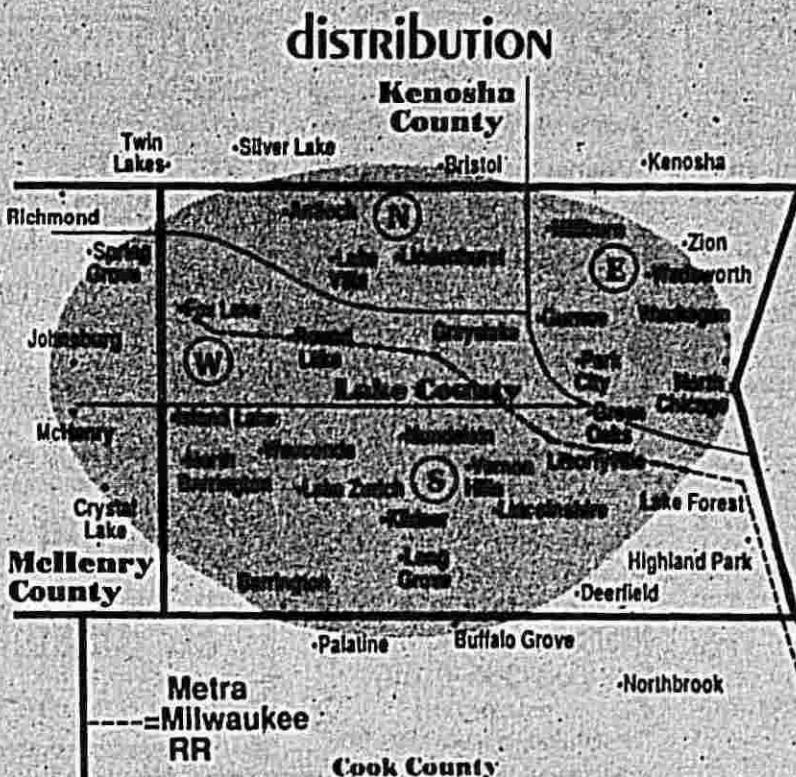 distribution
Kenosha
County
Twin
Lakes
Silver Lake
Bristol
Kenosha
Richmond
Antioch
N
Millburn
Zion
Spring
Grove
Lake
Villa
Lindenhurst
E
Wadsworth
Fox Lake
Gurnee
Waukegan
Johnsburg
Round
Lake
Grayslake
W
Park
City
Lake County
North
Chicago
McHenry
Island Lake
Green
Oaks
Mundelein
Wauconda
North
Barrington
Vernon
Hills
Libertyville
Lake Zurich
S
Crystal
Lake
Lincolnshire
Lake Forest
Kildeer
McHenry
County
Long
Grove
Highland Park
Barrington
Deerfield
Palatine
Buffalo Grove
Northbrook
Metra
----=Milwaukee
RR
Cook County